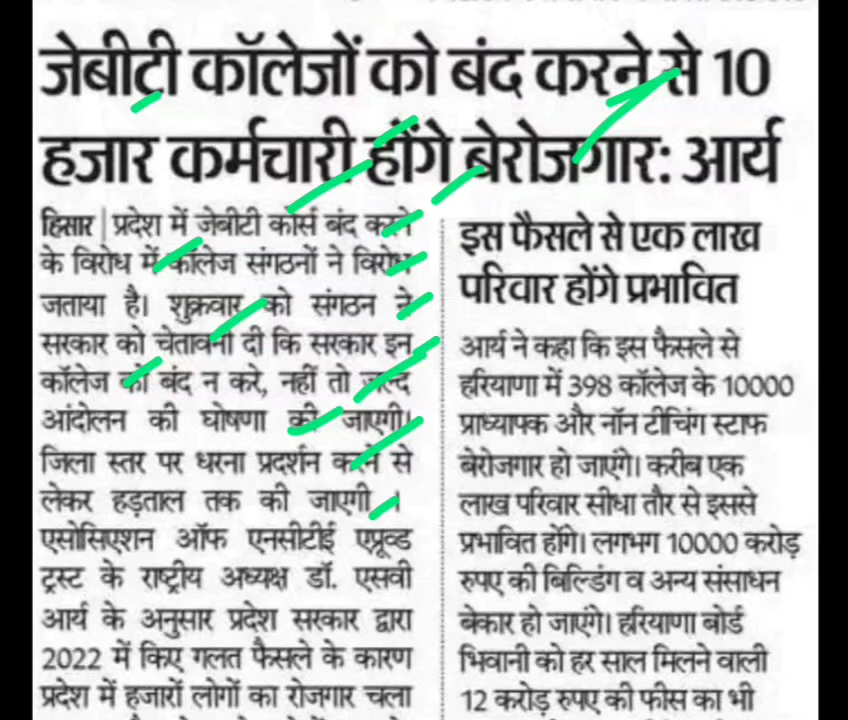 जेबीटी कॉलेजों को बंद करने से 10
हजार कर्मचारी होंगे बेरोजगार: आर्य
हिसार | प्रदेश में जेबीटी कोर्स बंद करने
के विरोध में कॉलेज संगठनों ने विरोध
जताया है। शुक्रवार को संगठन ने
सरकार को चेतावनी दी कि सरकार इन
कॉलेज को बंद न करे, नहीं तो जल्द
आंदोलन की घोषणा की जाएगी।
जिला स्तर पर धरना प्रदर्शन करने से
लेकर हड़ताल तक की जाएगी ।
एसोसिएशन ऑफ एनसीटीई एप्रूव्ड
ट्रस्ट के राष्ट्रीय अध्यक्ष डॉ. एसवी
आर्य के अनुसार प्रदेश सरकार द्वारा
2022 में किए गलत फैसले के कारण
प्रदेश में हजारों लोगों का रोजगार चला
इस फैसले से एक लाख
परिवार होंगे प्रभावित
आर्य ने कहा कि इस फैसले से
हरियाणा में 398 कॉलेज के 10000
प्राध्यापक और नॉन टीचिंग स्टाफ
बेरोजगार हो जाएंगे। करीब एक
लाख परिवार सीधा तौर से इससे
प्रभावित होंगे। लगभग 10000 करोड़
रुपए की बिल्डिंग व अन्य संसाधन
बेकार हो जाएंगे। हरियाणा बोर्ड
भिवानी को हर साल मिलने वाली
12 करोड़ रुपए की फीस का भी